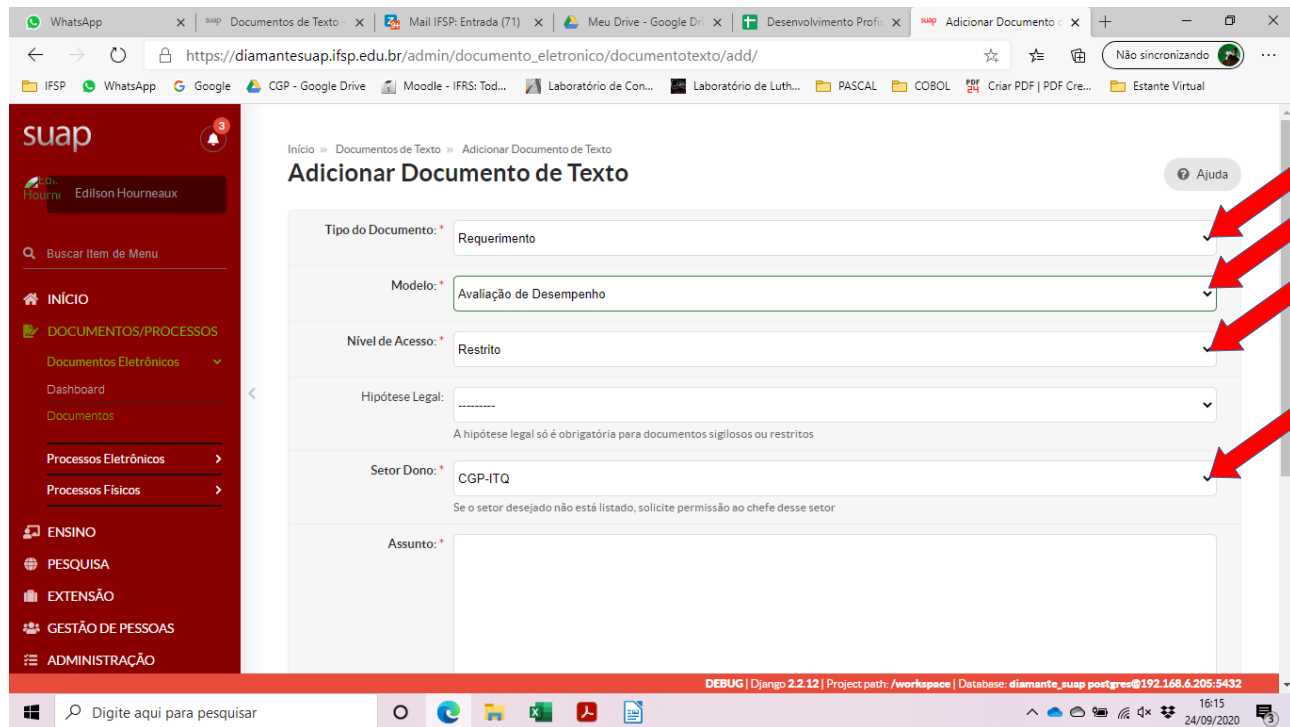 WhatsApp suap Documentos de Texto - Mail IFSP: Entrada (71) Meu Drive - Google Dri Desenvolvimento Profis suap Adicionar Documento d
https://diamantesuap.ifsp.edu.br/admin/documento_eletronico/documentotexto/add/ Não sincronizando
IFSP WhatsApp Google CGP - Google Drive Moodle - IFRS: Tod... Laboratório de Con... Laboratório de Luth... PASCAL COBOL PDF Criar PDF | PDF Cre... Estante Virtual
suap 3
Início » Documentos de Texto » Adicionar Documento de Texto
Adicionar Documento de Texto
Ajuda
Edilson Hourneaux
Buscar Item de Menu
INÍCIO
DOCUMENTOS/PROCESSOS
Documentos Eletrônicos
Dashboard
Documentos
Processos Eletrônicos
Processos Físicos
ENSINO
PESQUISA
EXTENSÃO
GESTÃO DE PESSOAS
ADMINISTRAÇÃO
Tipo do Documento: * Requerimento
Modelo: * Avaliação de Desempenho
Nível de Acesso: * Restrito
Hipótese Legal: ---------
A hipótese legal só é obrigatória para documentos sigilosos ou restritos
Setor Dono: * CGP-ITQ
Se o setor desejado não está listado, solicite permissão ao chefe desse setor
Assunto: *
DEBUG | Django 2.2.12 | Project path: /workspace | Database: diamante_suap postgres@192.168.6.205:5432
Digite aqui para pesquisar
16:15
24/09/2020
3